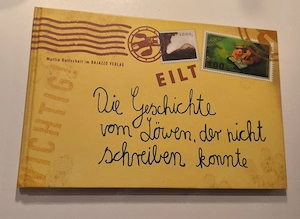 Martin Baltscheit im BAJAZZO VERLAG
EILT
WICHTIG!
Die Geschichte
vom Löwen, der nicht
schreiben konnte